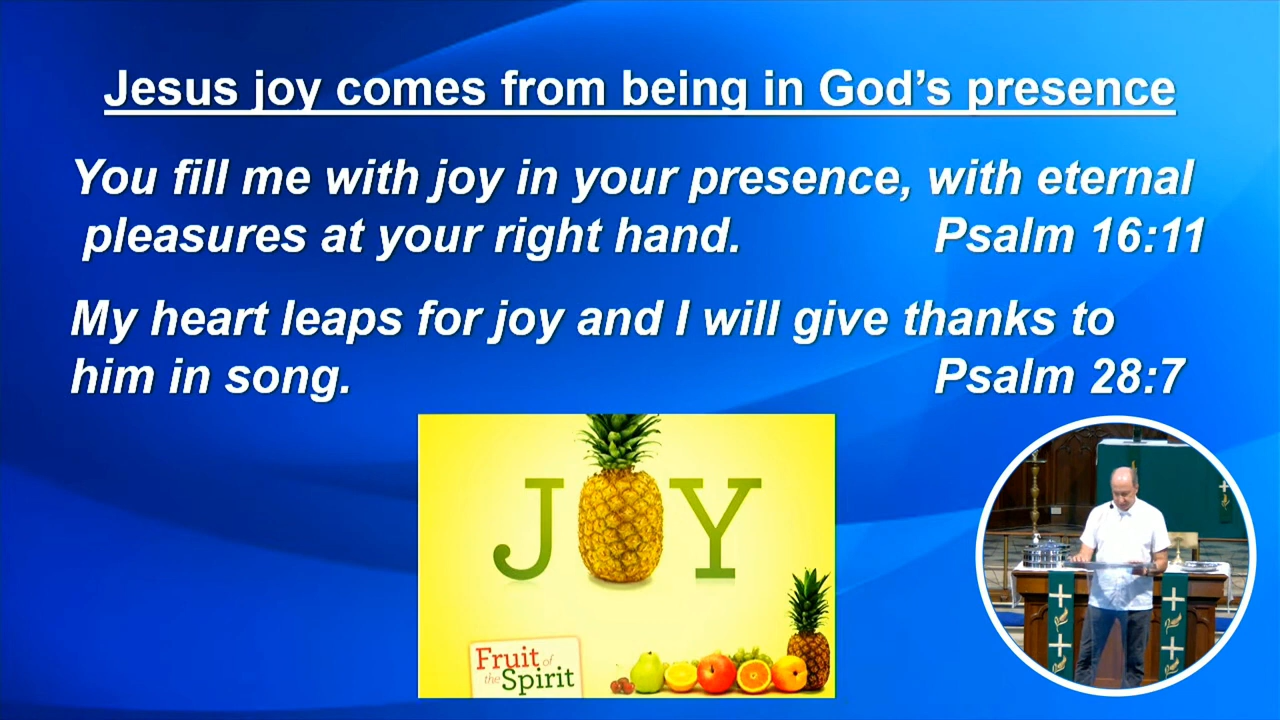 Jesus joy comes from being in God’s presence
You fill me with joy in your presence, with eternal
pleasures at your right hand. Psalm 16:11
My heart leaps for joy and I will give thanks to
him in song. Psalm 28:7
JOY
Fruit of
the Spirit